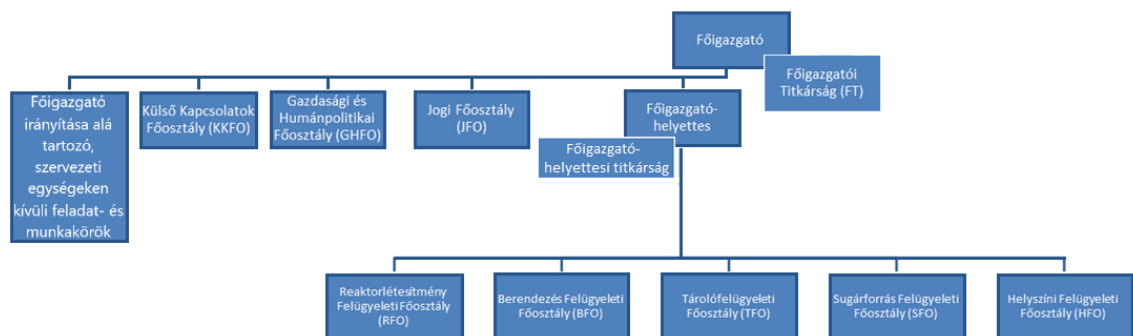 Főigazgató
Főigazgatói
Titkárság (FT)
Főigazgató
irányítása alá
tartozó,
szervezeti
egységeken
kívüli feladat- és
munkakörök
Külső Kapcsolatok
Főosztály (KKFO)
Gazdasági és
Humánpolitikai
Főosztály (GHFO)
Jogi Főosztály
(JFO)
Főigazgató-
helyettes
Főigazgató-
helyettesi titkárság
Reaktorlétesítmény
Felügyeleti Főosztály
(RFO)
Berendezés Felügyeleti
Főosztály (BFO)
Tárolófelügyeleti
Főosztály (TFO)
Sugárforrás Felügyeleti
Főosztály (SFO)
Helyszíni Felügyeleti
Főosztály (HFO)